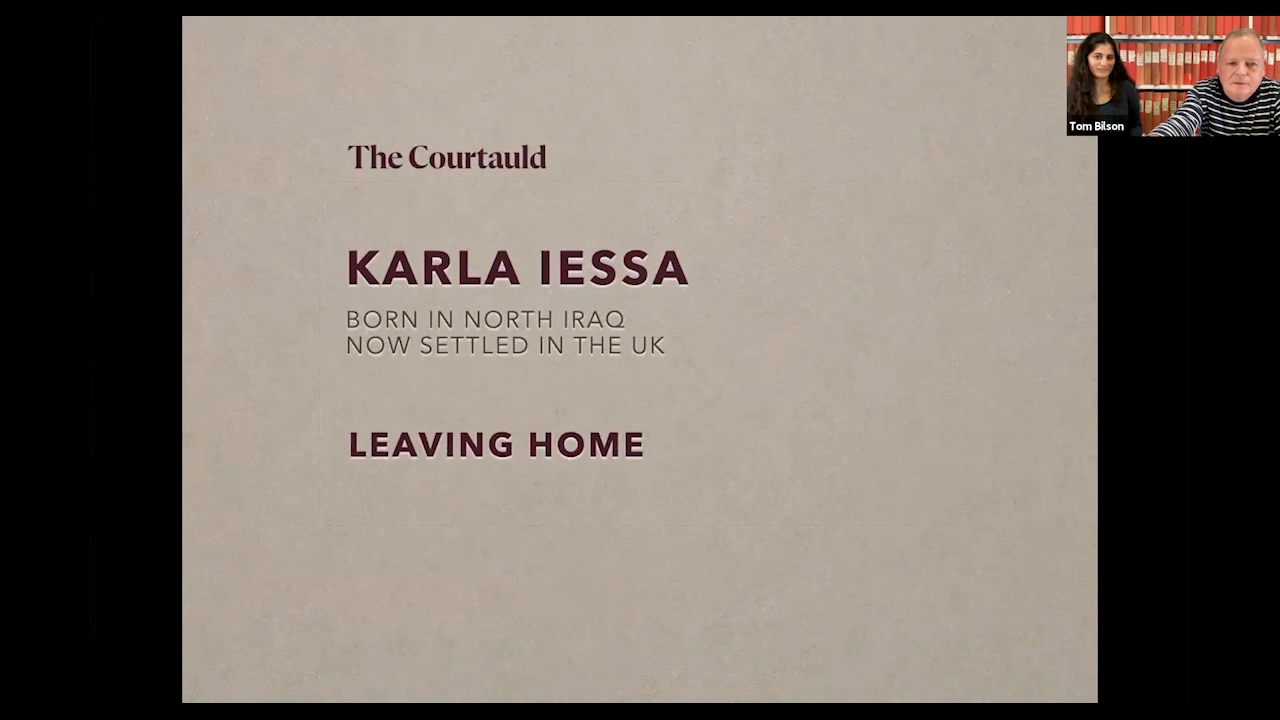 The Courtauld
KARLA IESSA
BORN IN NORTH IRAQ
NOW SETTLED IN THE UK
LEAVING HOME
Tom Bilson